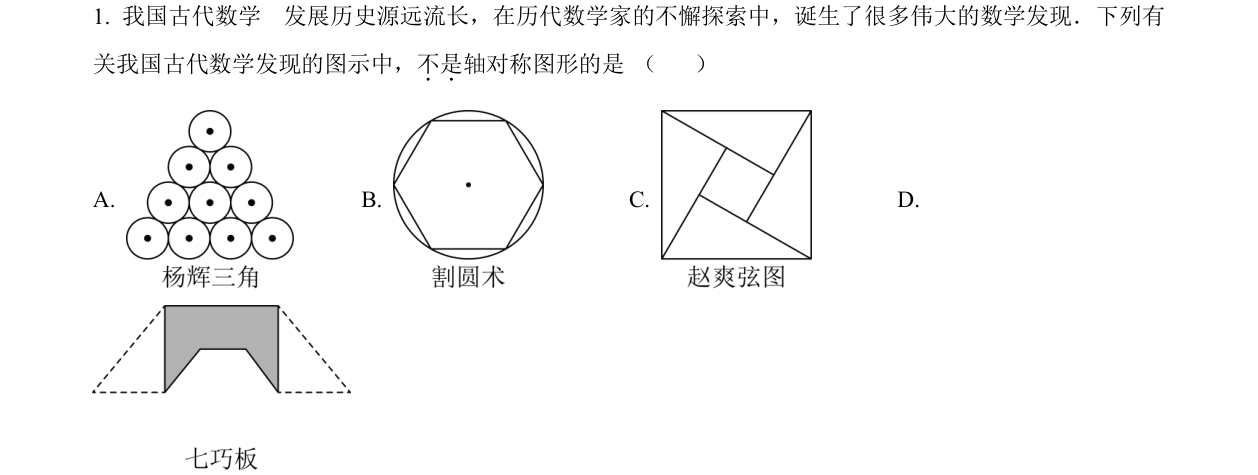 1. 我国古代数学 发展历史源远流长，在历代数学家的不懈探索中，诞生了很多伟大的数学发现．下列有
关我国古代数学发现的图示中，不是轴对称图形的是 （ ）
A.
B.
C.
D.
杨辉三角
割圆术
赵爽弦图
七巧板